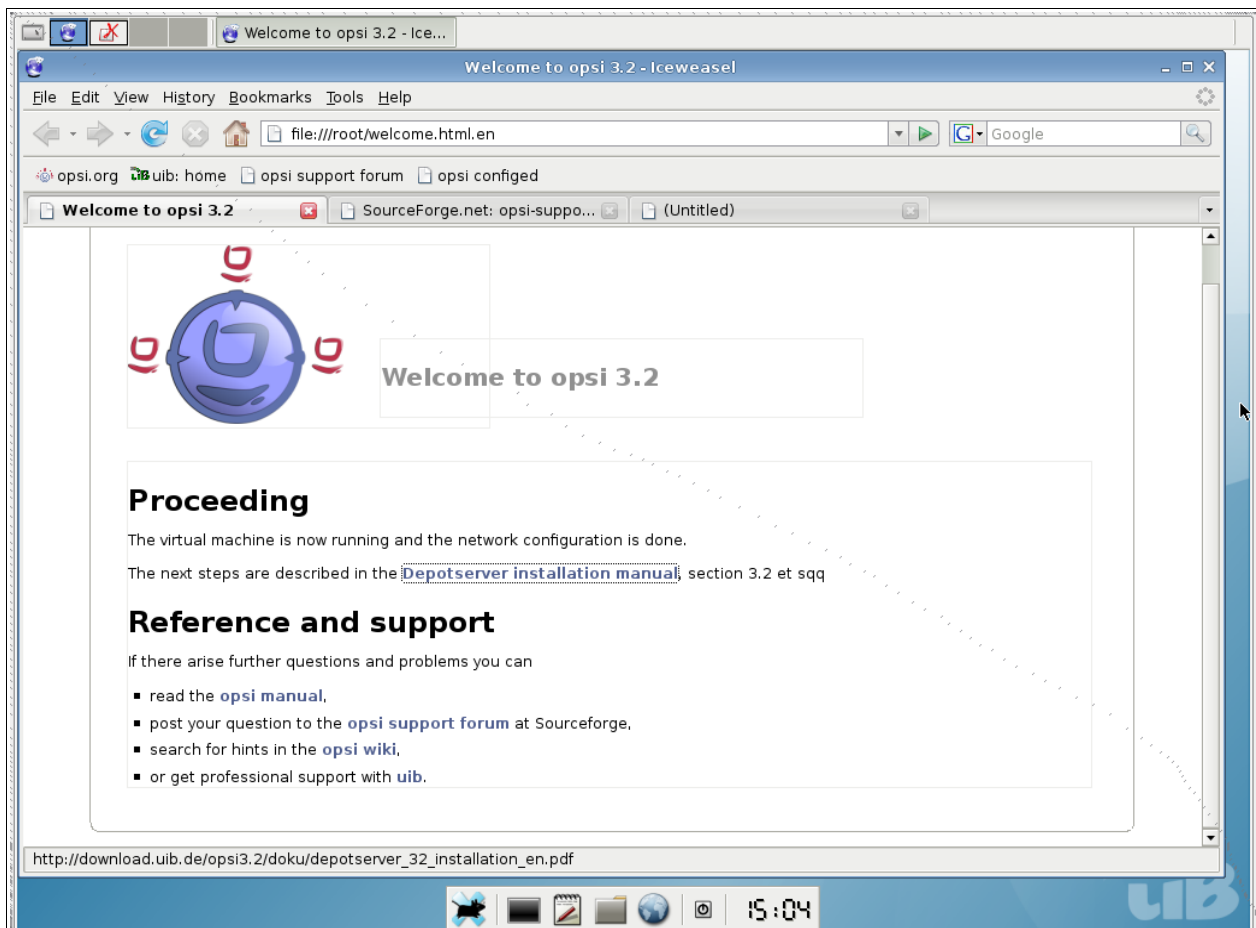 Welcome to opsi 3.2 - Ice...
Welcome to opsi 3.2 - Iceweasel
File Edit View History Bookmarks Tools Help
file:///root/welcome.html.en
G
Google
opsi.org uib uib: home opsi support forum opsi configed
Welcome to opsi 3.2
SourceForge.net: opsi-suppo...
(Untitled)
Welcome to opsi 3.2
Proceeding
The virtual machine is now running and the network configuration is done.
The next steps are described in the Depotserver installation manual, section 3.2 et sqq
Reference and support
If there arise further questions and problems you can
read the opsi manual,
post your question to the opsi support forum at Sourceforge,
search for hints in the opsi wiki,
or get professional support with uib.
http://download.uib.de/opsi3.2/doku/depotserver_32_installation_en.pdf
15:04
uib